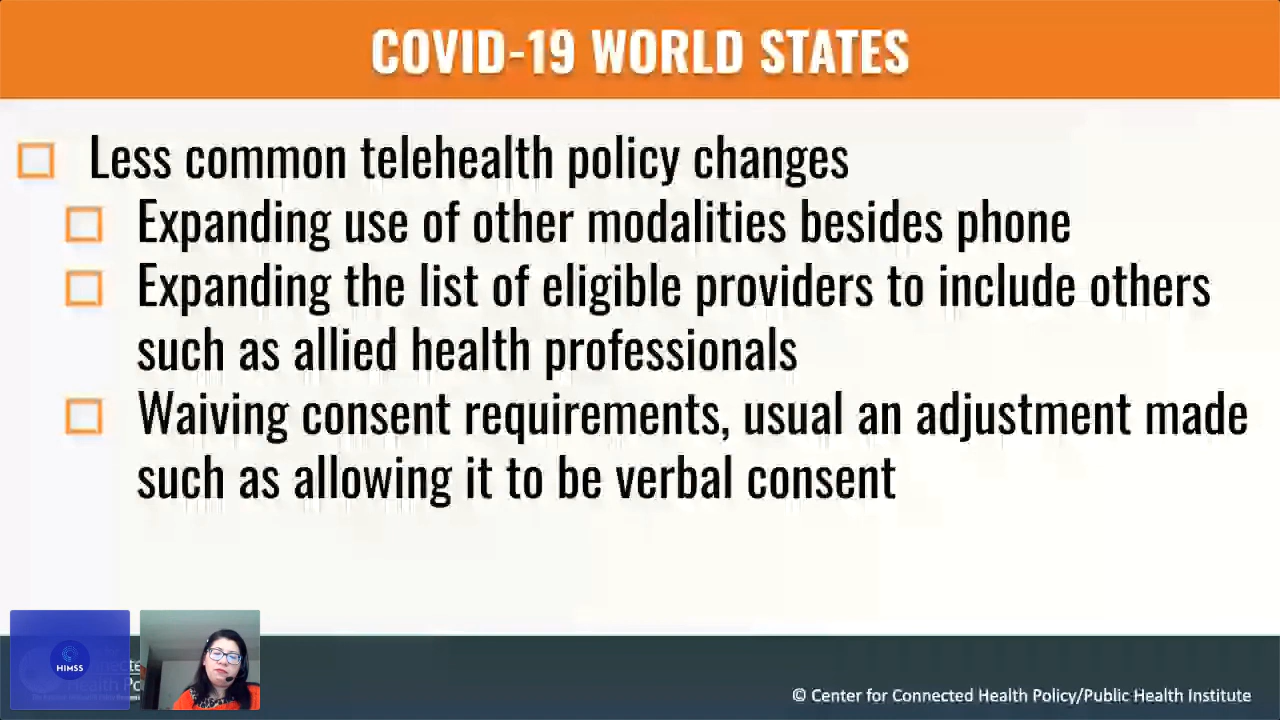 COVID-19 WORLD STATES
Less common telehealth policy changes
Expanding use of other modalities besides phone
Expanding the list of eligible providers to include others
such as allied health professionals
Waiving consent requirements, usual an adjustment made
such as allowing it to be verbal consent
HIMSS
© Center for Connected Health Policy/Public Health Institute